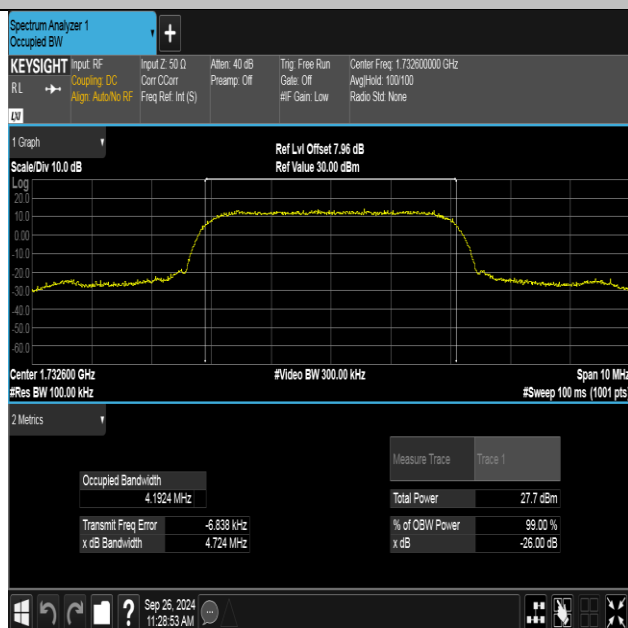 Spectrum Analyzer 1
Occupied BW
+
KEYSIGHT Input: RF Input Z: 50 Ω Atten: 40 dB Trig: Free Run Center Freq: 1.732600000 GHz
RL Coupling: DC Corr CCorr Preamp: Off Gate: Off Avg|Hold: 100/100
Align: Auto/No RF Freq Ref: Int (S) #IF Gain: Low Radio Std: None
LXI
1 Graph
Ref Lvl Offset 7.96 dB
Scale/Div 10.0 dB Ref Value 30.00 dBm
Log
20.0
10.0
0.00
-10.0
-20.0
-30.0
-40.0
-50.0
-60.0
Center 1.732600 GHz #Video BW 300.00 kHz Span 10 MHz
#Res BW 100.00 kHz #Sweep 100 ms (1001 pts)
2 Metrics
Measure Trace Trace 1
Occupied Bandwidth
4.1924 MHz
Total Power 27.7 dBm
Transmit Freq Error -6.838 kHz % of OBW Power 99.00 %
x dB Bandwidth 4.724 MHz x dB -26.00 dB
? Sep 26, 2024
11:28:53 AM